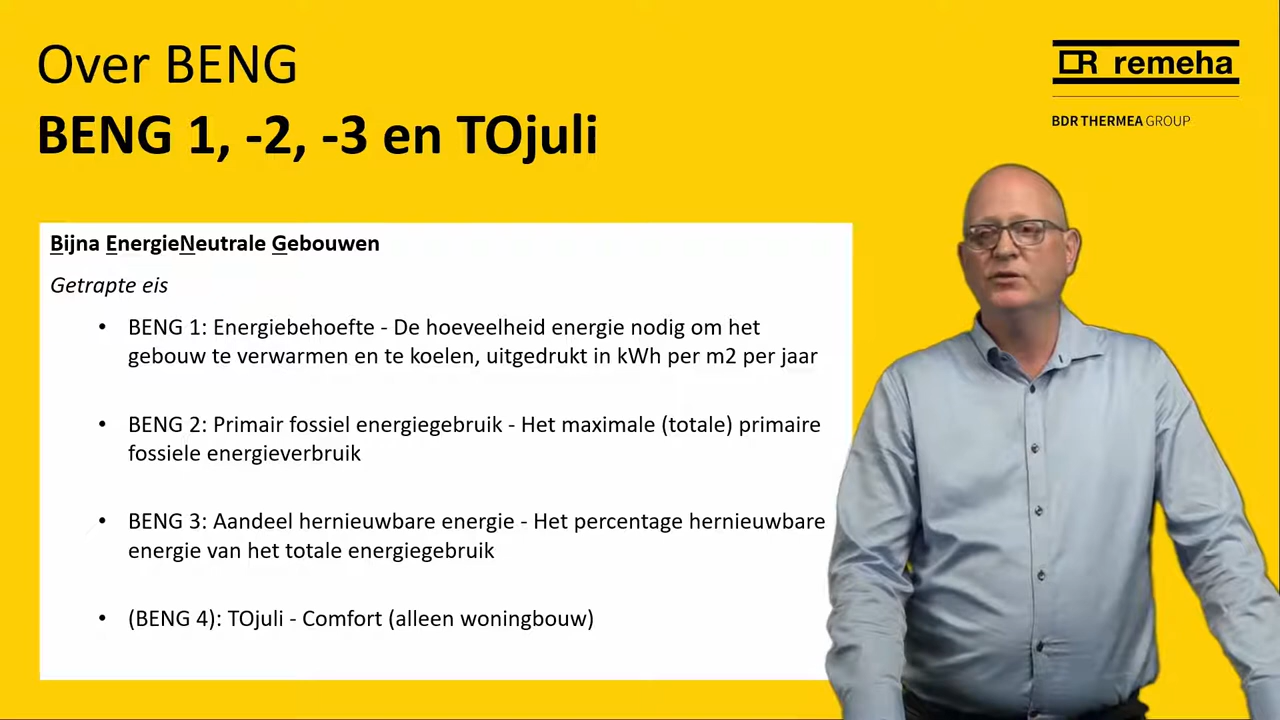 Over BENG
BENG 1, -2, -3 en TOjuli
remeha
BDR THERMEA GROUP
Bijna EnergieNeutrale Gebouwen
Getrapte eis
• BENG 1: Energiebehoefte - De hoeveelheid energie nodig om het
gebouw te verwarmen en te koelen, uitgedrukt in kWh per m2 per jaar
• BENG 2: Primair fossiel energiegebruik - Het maximale (totale) primaire
fossiele energieverbruik
• BENG 3: Aandeel hernieuwbare energie - Het percentage hernieuwbare
energie van het totale energiegebruik
• (BENG 4): TOjuli - Comfort (alleen woningbouw)